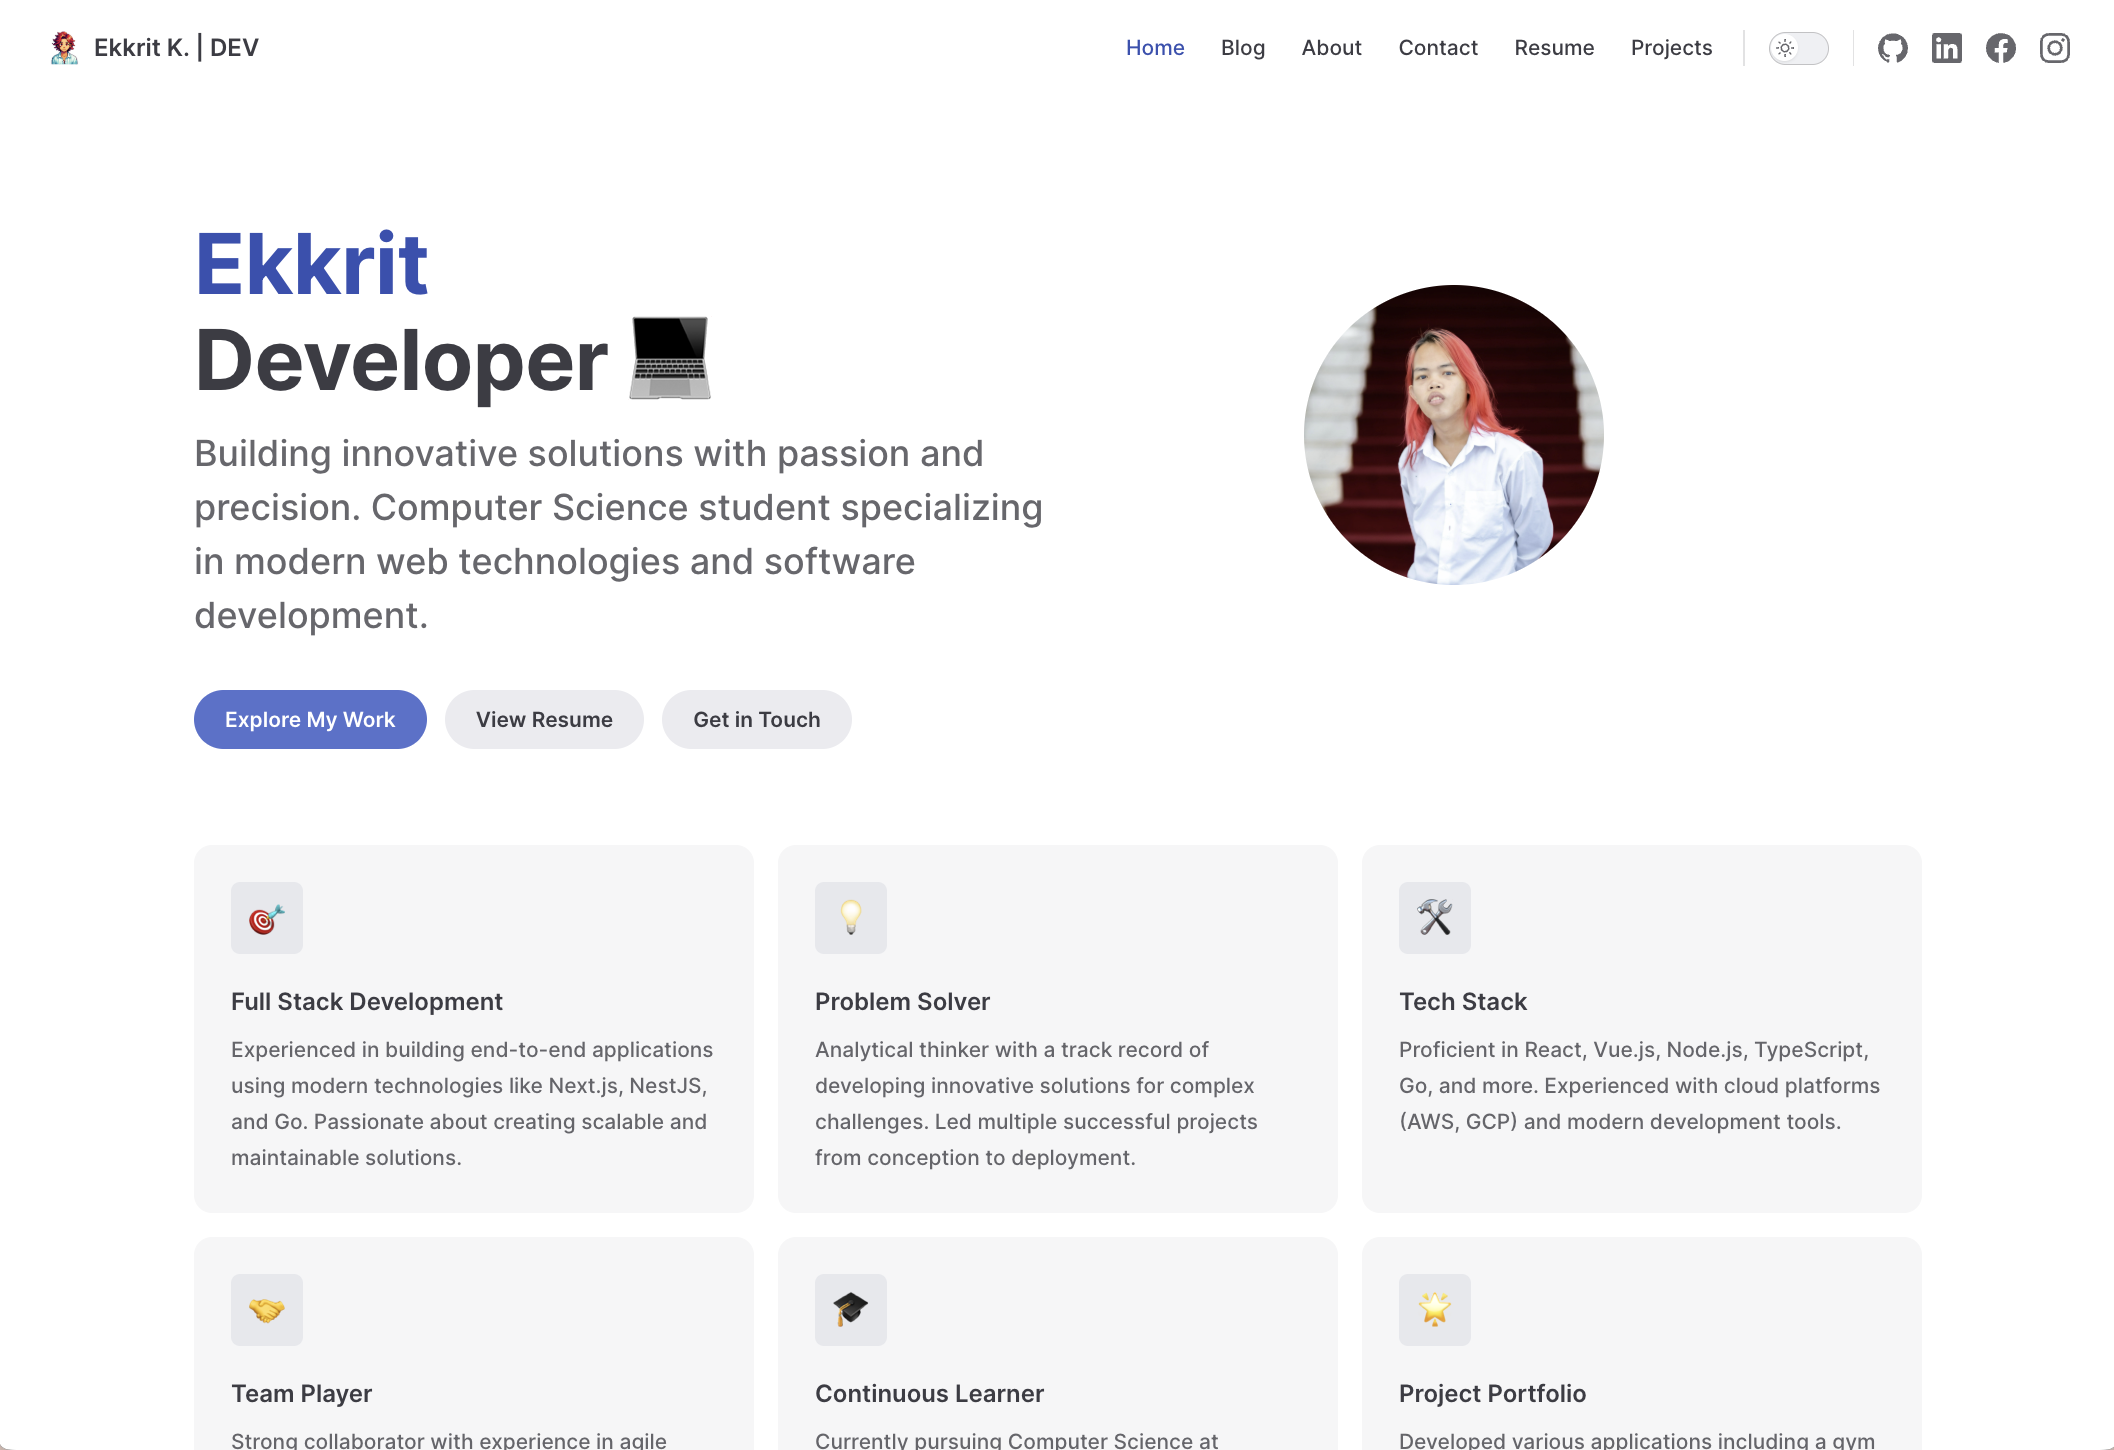 Ekkrit K. | DEV
Home Blog About Contact Resume Projects
Ekkrit
Developer
Building innovative solutions with passion and
precision. Computer Science student specializing
in modern web technologies and software
development.
Explore My Work View Resume Get in Touch
Full Stack Development
Experienced in building end-to-end applications
using modern technologies like Next.js, NestJS,
and Go. Passionate about creating scalable and
maintainable solutions.
Problem Solver
Analytical thinker with a track record of
developing innovative solutions for complex
challenges. Led multiple successful projects
from conception to deployment.
Tech Stack
Proficient in React, Vue.js, Node.js, TypeScript,
Go, and more. Experienced with cloud platforms
(AWS, GCP) and modern development tools.
Team Player
Strong collaborator with experience in agile
Continuous Learner
Currently pursuing Computer Science at
Project Portfolio
Developed various applications including a gym